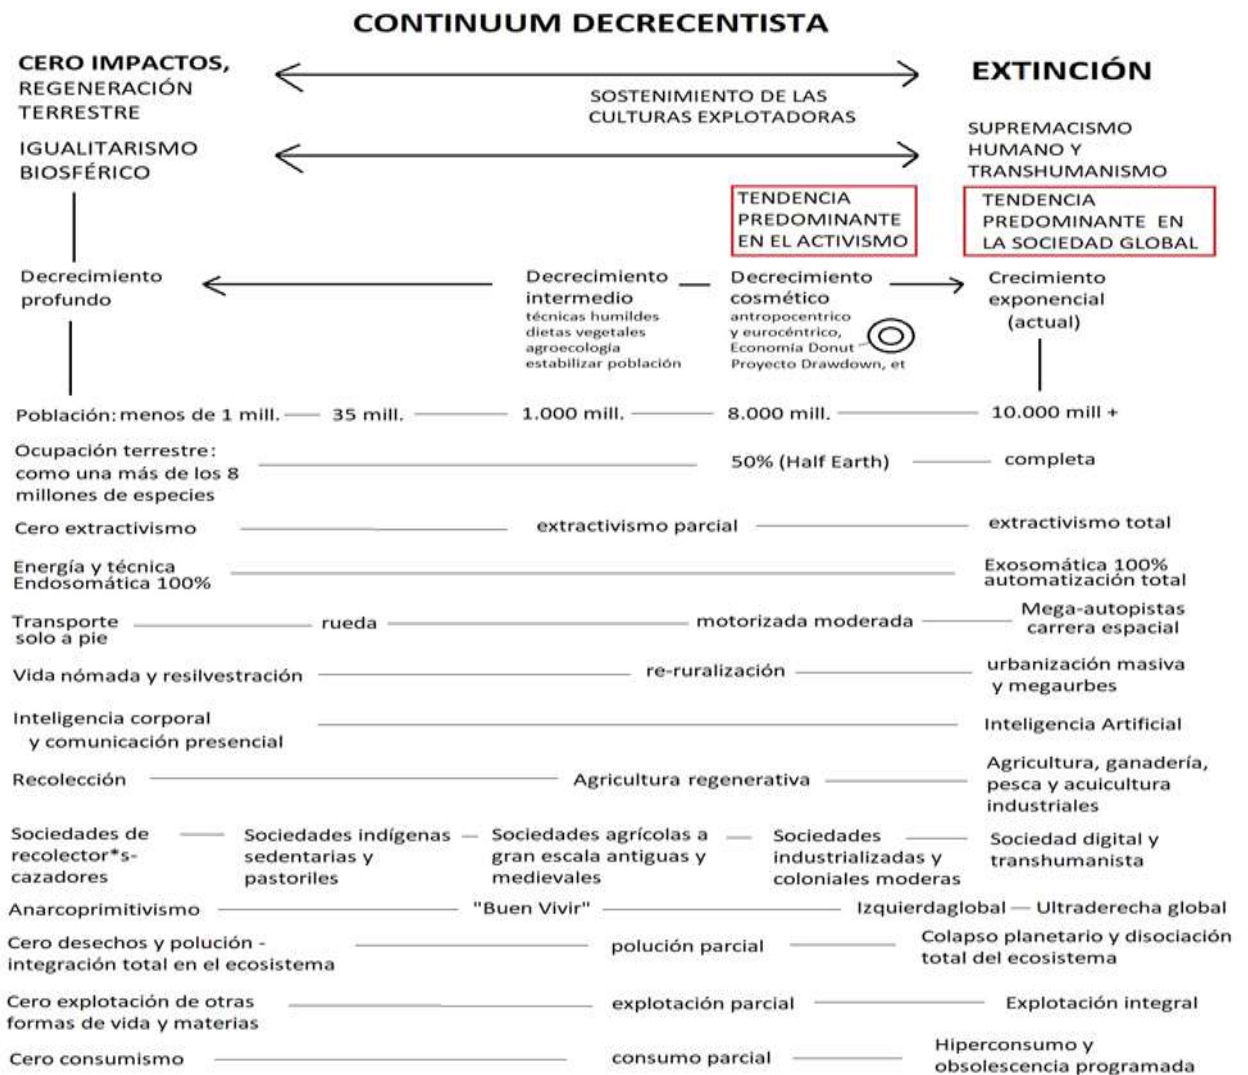 CONTINUUM DECRECENTISTA
CERO IMPACTOS,
REGENERACIÓN
TERRESTRE
EXTINCIÓN
SOSTENIMIENTO DE LAS
CULTURAS EXPLOTADORAS
IGUALITARISMO
BIOSFÉRICO
SUPREMACISMO
HUMANO Y
TRANSHUMANISMO
TENDENCIA
PREDOMINANTE
EN EL ACTIVISMO
TENDENCIA
PREDOMINANTE EN
LA SOCIEDAD GLOBAL
Decrecimiento
profundo
Decrecimiento
intermedio
técnicas humildes
dietas vegetales
agroecología
estabilizar población
Decrecimiento
cosmético
antropocentrico
y eurocéntrico,
Economía Donut
Proyecto Drawdown, et
Crecimiento
exponencial
(actual)
Población: menos de 1 mill. 35 mill. 1.000 mill. 8.000 mill. 10.000 mill +
Ocupación terrestre:
como una más de los 8
millones de especies
50% (Half Earth) completa
Cero extractivismo extractivismo parcial extractivismo total
Energía y técnica
Endosomática 100%
Exosomática 100%
automatización total
Transporte
solo a pie
rueda motorizada moderada
Mega-autopistas
carrera espacial
Vida nómada y resilvestración re-ruralización
urbanización masiva
y megaurbes
Inteligencia corporal
y comunicación presencial
Inteligencia Artificial
Recolección Agricultura regenerativa
Agricultura, ganadería,
pesca y acuicultura
industriales
Sociedades de
recolector*s-
cazadores
Sociedades indígenas
sedentarias y
pastoriles
Sociedades agrícolas a
gran escala antiguas y
medievales
Sociedades
industrializadas y
coloniales moderas
Sociedad digital y
transhumanista
Anarcoprimitivismo "Buen Vivir" Izquierdaglobal — Ultraderecha global
Cero desechos y polución -
integración total en el ecosistema
polución parcial
Colapso planetario y disociación
total del ecosistema
Cero explotación de otras
formas de vida y materias
explotación parcial Explotación integral
Cero consumismo consumo parcial
Hiperconsumo y
obsolescencia programada